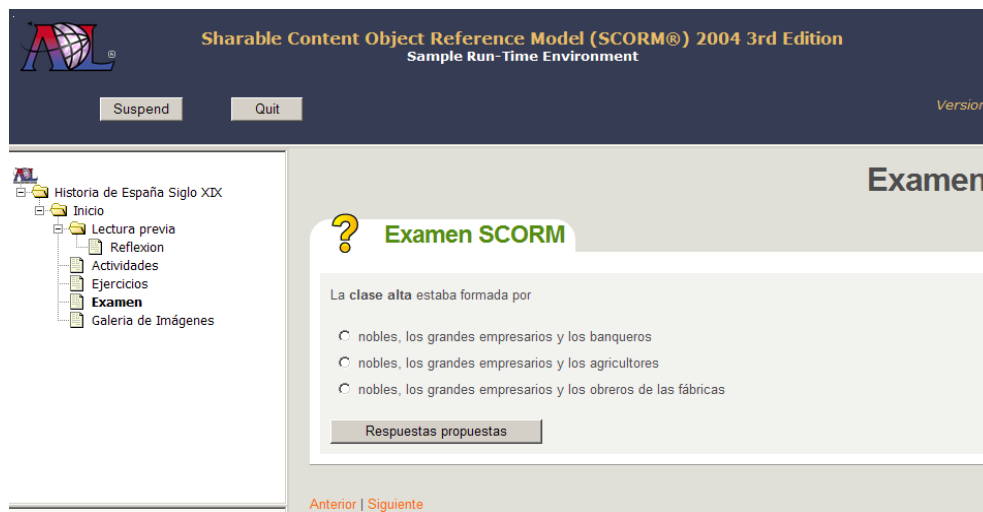 ADL®
Sharable Content Object Reference Model (SCORM®) 2004 3rd Edition
Sample Run-Time Environment
Suspend
Quit
Version
ADL
Historia de España Siglo XIX
Inicio
Lectura previa
Reflexion
Actividades
Ejercicios
Examen
Galeria de Imágenes
Examen
? Examen SCORM
La clase alta estaba formada por
nobles, los grandes empresarios y los banqueros
nobles, los grandes empresarios y los agricultores
nobles, los grandes empresarios y los obreros de las fábricas
Respuestas propuestas
Anterior | Siguiente